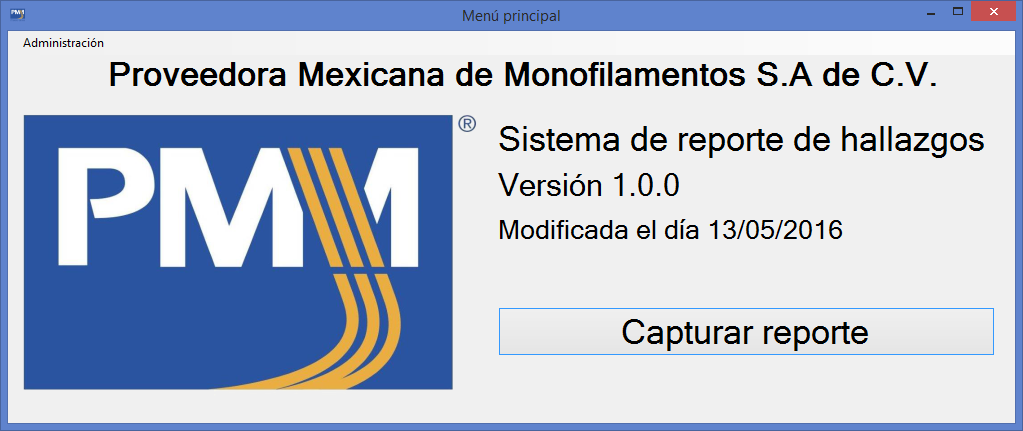 Menú principal
Administración
Proveedora Mexicana de Monofilamentos S.A de C.V.
PMM
®
Sistema de reporte de hallazgos
Versión 1.0.0
Modificada el día 13/05/2016
Capturar reporte